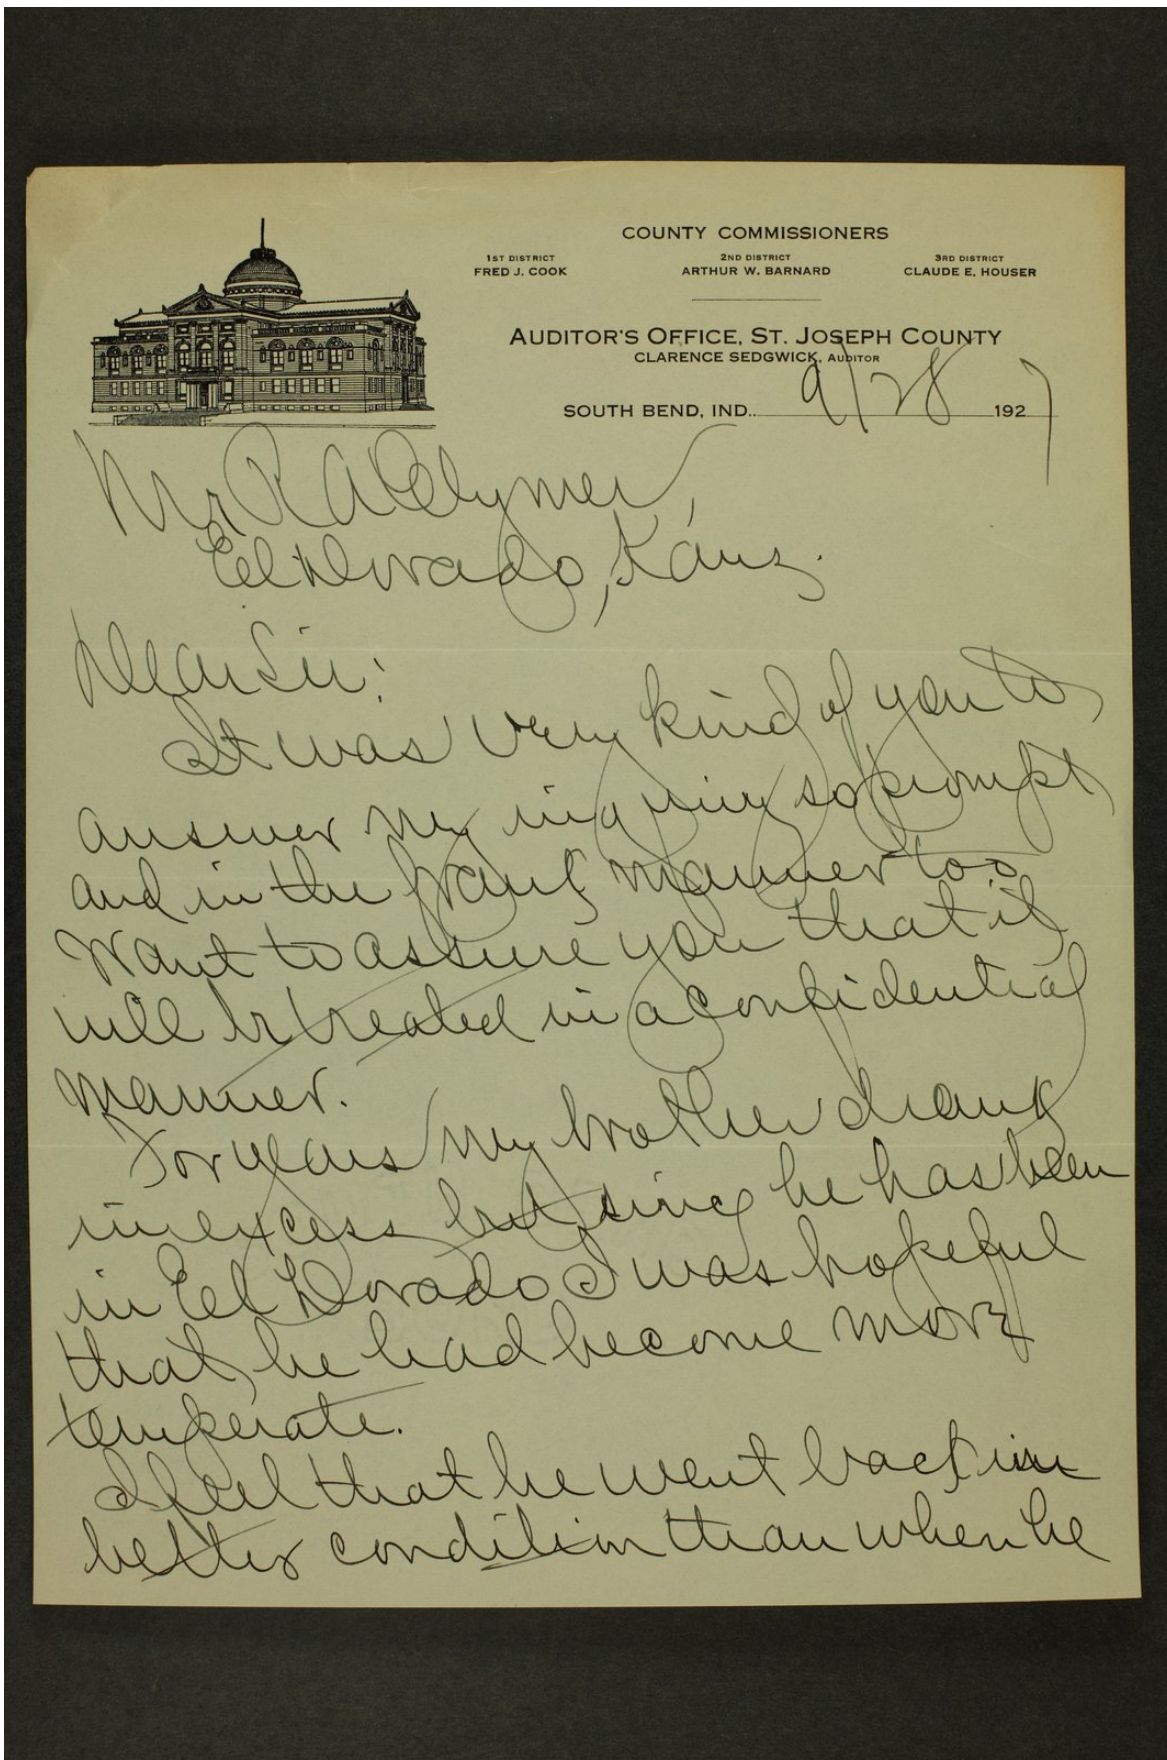 COUNTY COMMISSIONERS
1ST DISTRICT 2ND DISTRICT 3RD DISTRICT
FRED J. COOK ARTHUR W. BARNARD CLAUDE E. HOUSER
AUDITOR'S OFFICE, ST. JOSEPH COUNTY
CLARENCE SEDGWICK, AUDITOR
SOUTH BEND, IND. 9/28 1927
Mr R A Clymer,
El Dorado, Kans.
Dear Sir:
It was very kind of you to
answer my inquiry so prompt
and in the frank manner too
Want to assure you that it
will be treated in a confidential
manner.
For years my brother drank
in excess but since he has been
in El Dorado I was hopeful
that he had become more
temperate.
I feel that he went back in
better condition than when he